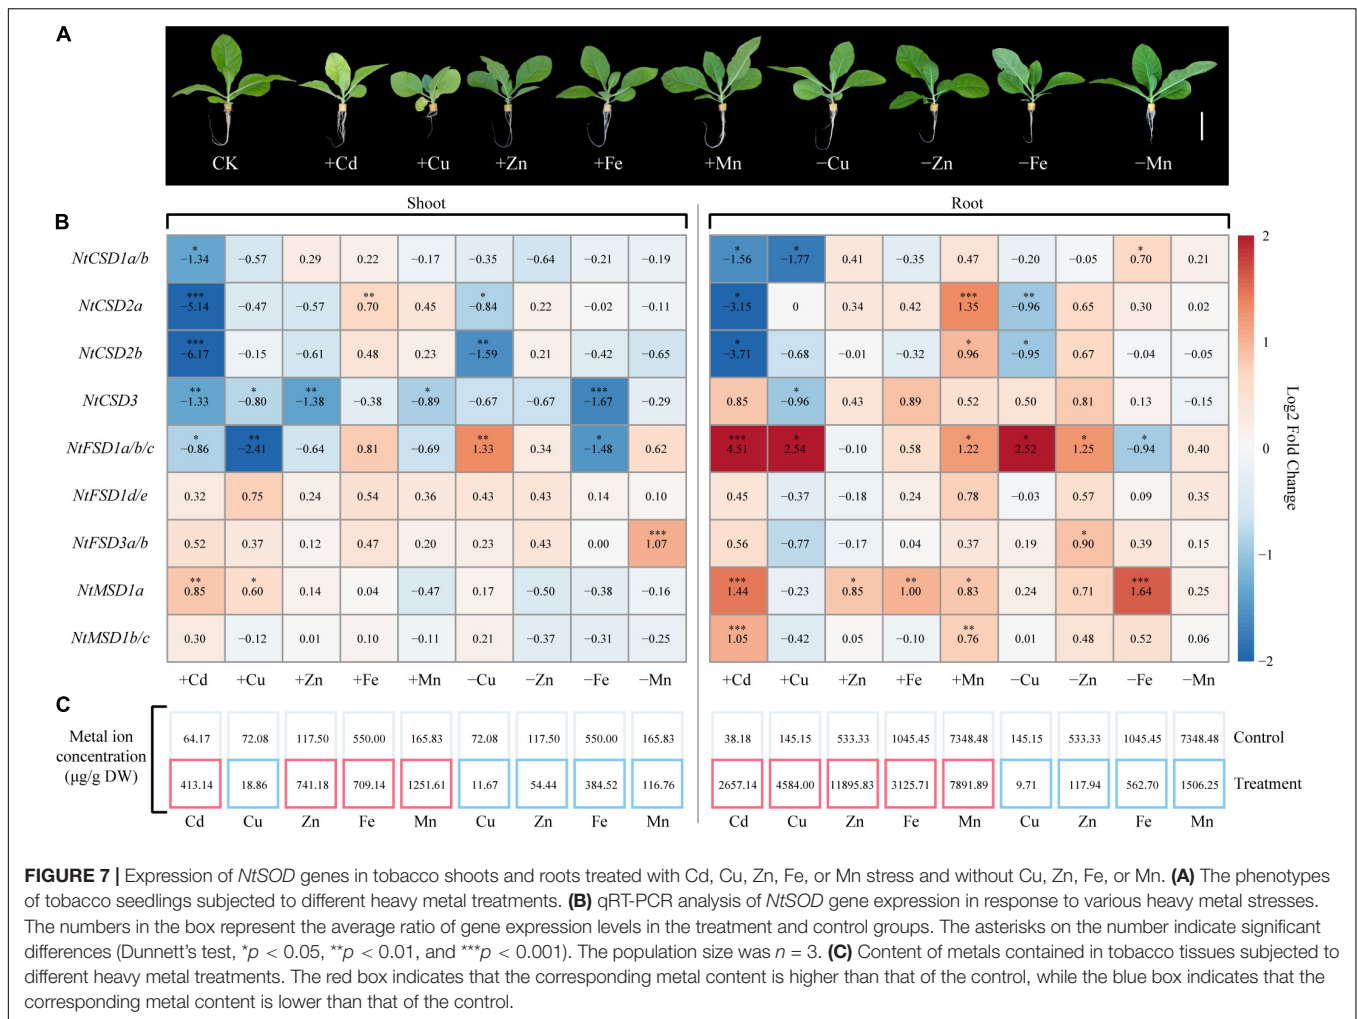 A
CK +Cd +Cu +Zn +Fe +Mn −Cu −Zn −Fe −Mn
Shoot Root
B
NtCSD1a/b * −1.34 −0.57 0.29 0.22 −0.17 −0.35 −0.64 −0.21 −0.19 * −1.56 * −1.77 0.41 −0.35 0.47 −0.20 −0.05 * 0.70 0.21
NtCSD2a *** −5.14 −0.47 −0.57 ** 0.70 0.45 * −0.84 0.22 −0.02 −0.11 * −3.15 0 0.34 0.42 *** 1.35 ** −0.96 0.65 0.30 0.02
NtCSD2b *** −6.17 −0.15 −0.61 0.48 0.23 ** −1.59 0.21 −0.42 −0.65 * −3.71 −0.68 −0.01 −0.32 * 0.96 * −0.95 0.67 −0.04 −0.05
NtCSD3 ** −1.33 * −0.80 ** −1.38 −0.38 * −0.89 −0.67 −0.67 *** −1.67 −0.29 0.85 * −0.96 0.43 0.89 0.52 0.50 0.81 0.13 −0.15
NtFSD1a/b/c * −0.86 ** −2.41 −0.64 0.81 −0.69 ** 1.33 0.34 * −1.48 0.62 *** 4.51 * 2.54 −0.10 0.58 * 1.22 * 2.52 * 1.25 * −0.94 0.40
NtFSD1d/e 0.32 0.75 0.24 0.54 0.36 0.43 0.43 0.14 0.10 0.45 −0.37 −0.18 0.24 0.78 −0.03 0.57 0.09 0.35
NtFSD3a/b 0.52 0.37 0.12 0.47 0.20 0.23 0.43 0.00 *** 1.07 0.56 −0.77 −0.17 0.04 0.37 0.19 * 0.90 0.39 0.15
NtMSD1a ** 0.85 * 0.60 0.14 0.04 −0.47 0.17 −0.50 −0.38 −0.16 *** 1.44 −0.23 * 0.85 ** 1.00 * 0.83 0.24 0.71 *** 1.64 0.25
NtMSD1b/c 0.30 −0.12 0.01 0.10 −0.11 0.21 −0.37 −0.31 −0.25 *** 1.05 −0.42 0.05 −0.10 ** 0.76 0.01 0.48 0.52 0.06
+Cd +Cu +Zn +Fe +Mn −Cu −Zn −Fe −Mn +Cd +Cu +Zn +Fe +Mn −Cu −Zn −Fe −Mn
2
1
0
−1
−2
Log2 Fold Change
C
Metal ion
concentration
(μg/g DW)
64.17 72.08 117.50 550.00 165.83 72.08 117.50 550.00 165.83 38.18 145.15 533.33 1045.45 7348.48 145.15 533.33 1045.45 7348.48 Control
413.14 18.86 741.18 709.14 1251.61 11.67 54.44 384.52 116.76 2657.14 4584.00 11895.83 3125.71 7891.89 9.71 117.94 562.70 1506.25 Treatment
Cd Cu Zn Fe Mn Cu Zn Fe Mn Cd Cu Zn Fe Mn Cu Zn Fe Mn
FIGURE 7 | Expression of NtSOD genes in tobacco shoots and roots treated with Cd, Cu, Zn, Fe, or Mn stress and without Cu, Zn, Fe, or Mn. (A) The phenotypes
of tobacco seedlings subjected to different heavy metal treatments. (B) qRT-PCR analysis of NtSOD gene expression in response to various heavy metal stresses.
The numbers in the box represent the average ratio of gene expression levels in the treatment and control groups. The asterisks on the number indicate significant
differences (Dunnett's test, *p < 0.05, **p < 0.01, and ***p < 0.001). The population size was n = 3. (C) Content of metals contained in tobacco tissues subjected to
different heavy metal treatments. The red box indicates that the corresponding metal content is higher than that of the control, while the blue box indicates that the
corresponding metal content is lower than that of the control.